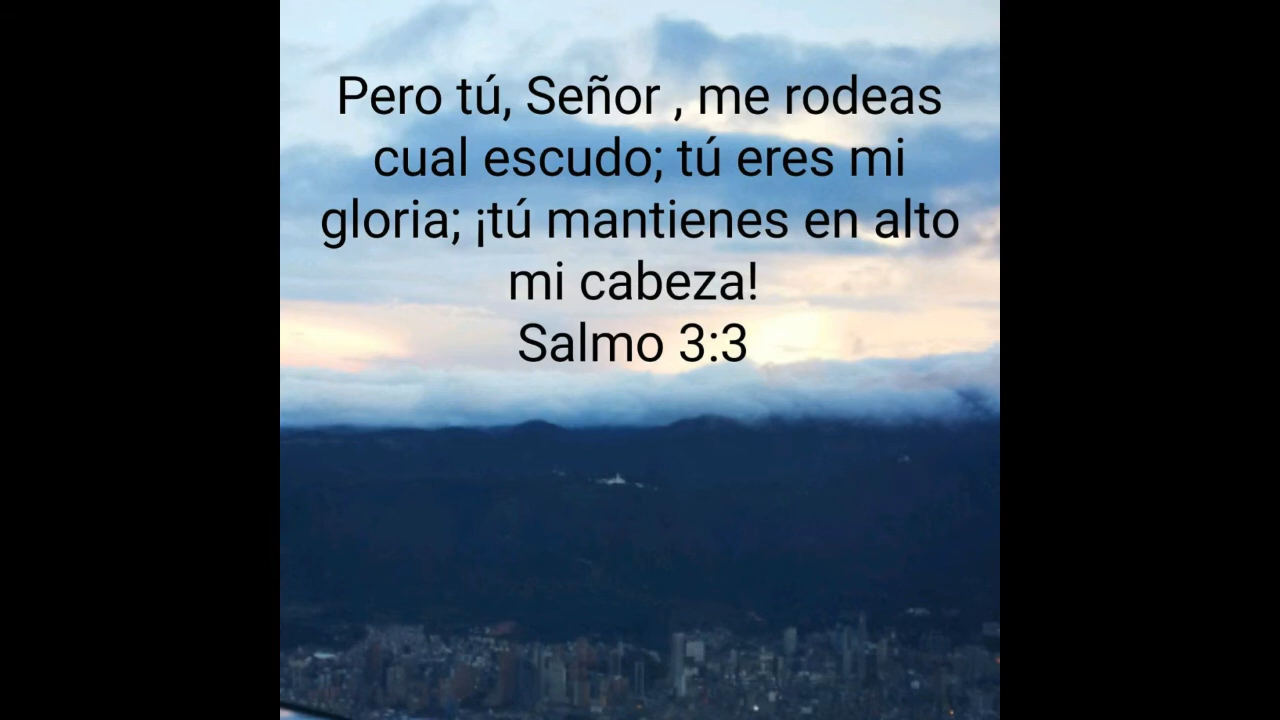 Pero tú, Señor , me rodeas
cual escudo; tú eres mi
gloria; ¡tú mantienes en alto
mi cabeza!
Salmo 3:3